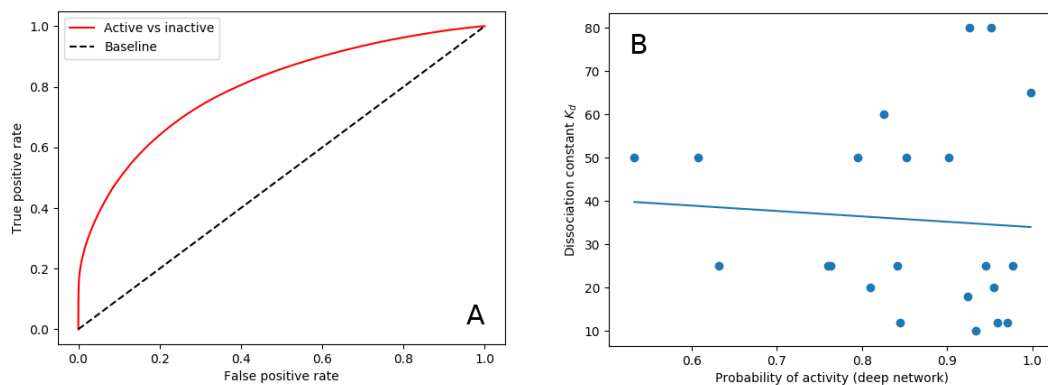 Active vs inactive
Baseline
1.0
0.8
0.6
0.4
0.2
0.0
True positive rate
A
0.0 0.2 0.4 0.6 0.8 1.0
False positive rate
B
80
70
60
50
40
30
20
10
Dissociation constant K_d
0.6 0.7 0.8 0.9 1.0
Probability of activity (deep network)